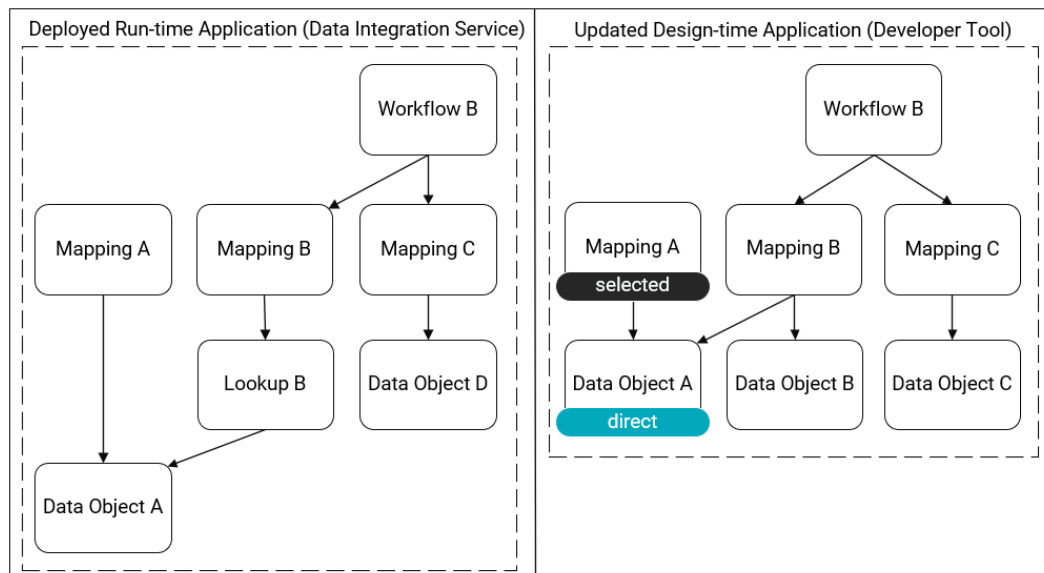 Deployed Run-time Application (Data Integration Service)
Workflow B
Mapping A
Mapping B
Mapping C
Lookup B
Data Object D
Data Object A
Updated Design-time Application (Developer Tool)
Workflow B
Mapping A
selected
Mapping B
Mapping C
Data Object A
direct
Data Object B
Data Object C